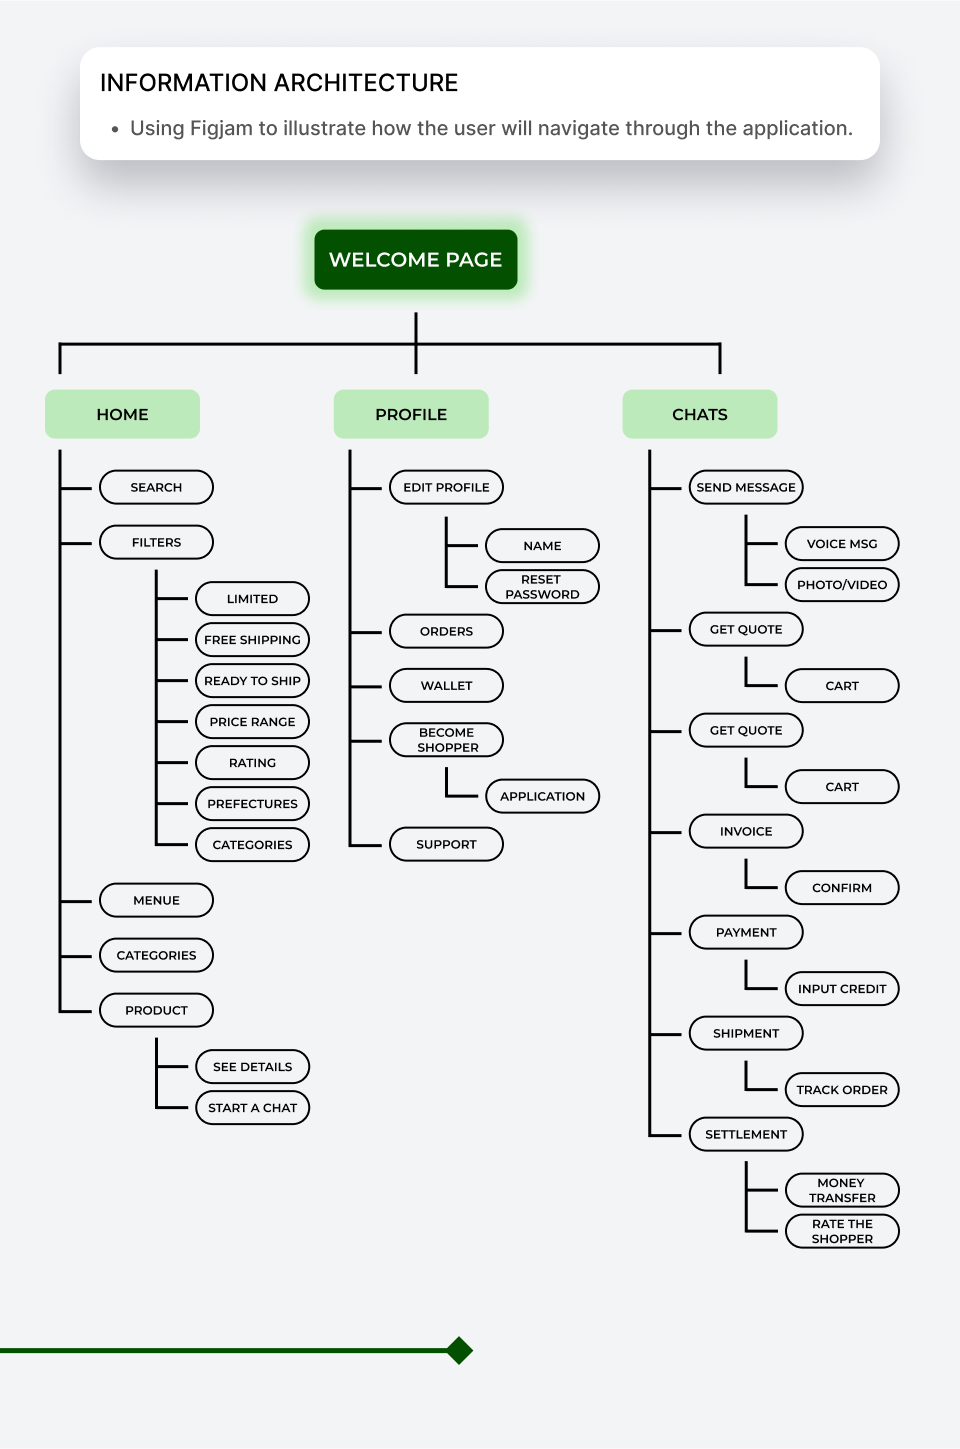 INFORMATION ARCHITECTURE
• Using Figjam to illustrate how the user will navigate through the application.
WELCOME PAGE
HOME
SEARCH
FILTERS
LIMITED
FREE SHIPPING
READY TO SHIP
PRICE RANGE
RATING
PREFECTURES
CATEGORIES
MENUE
CATEGORIES
PRODUCT
SEE DETAILS
START A CHAT
PROFILE
EDIT PROFILE
NAME
RESET
PASSWORD
ORDERS
WALLET
BECOME
SHOPPER
APPLICATION
SUPPORT
CHATS
SEND MESSAGE
VOICE MSG
PHOTO/VIDEO
GET QUOTE
CART
GET QUOTE
CART
INVOICE
CONFIRM
PAYMENT
INPUT CREDIT
SHIPMENT
TRACK ORDER
SETTLEMENT
MONEY
TRANSFER
RATE THE
SHOPPER